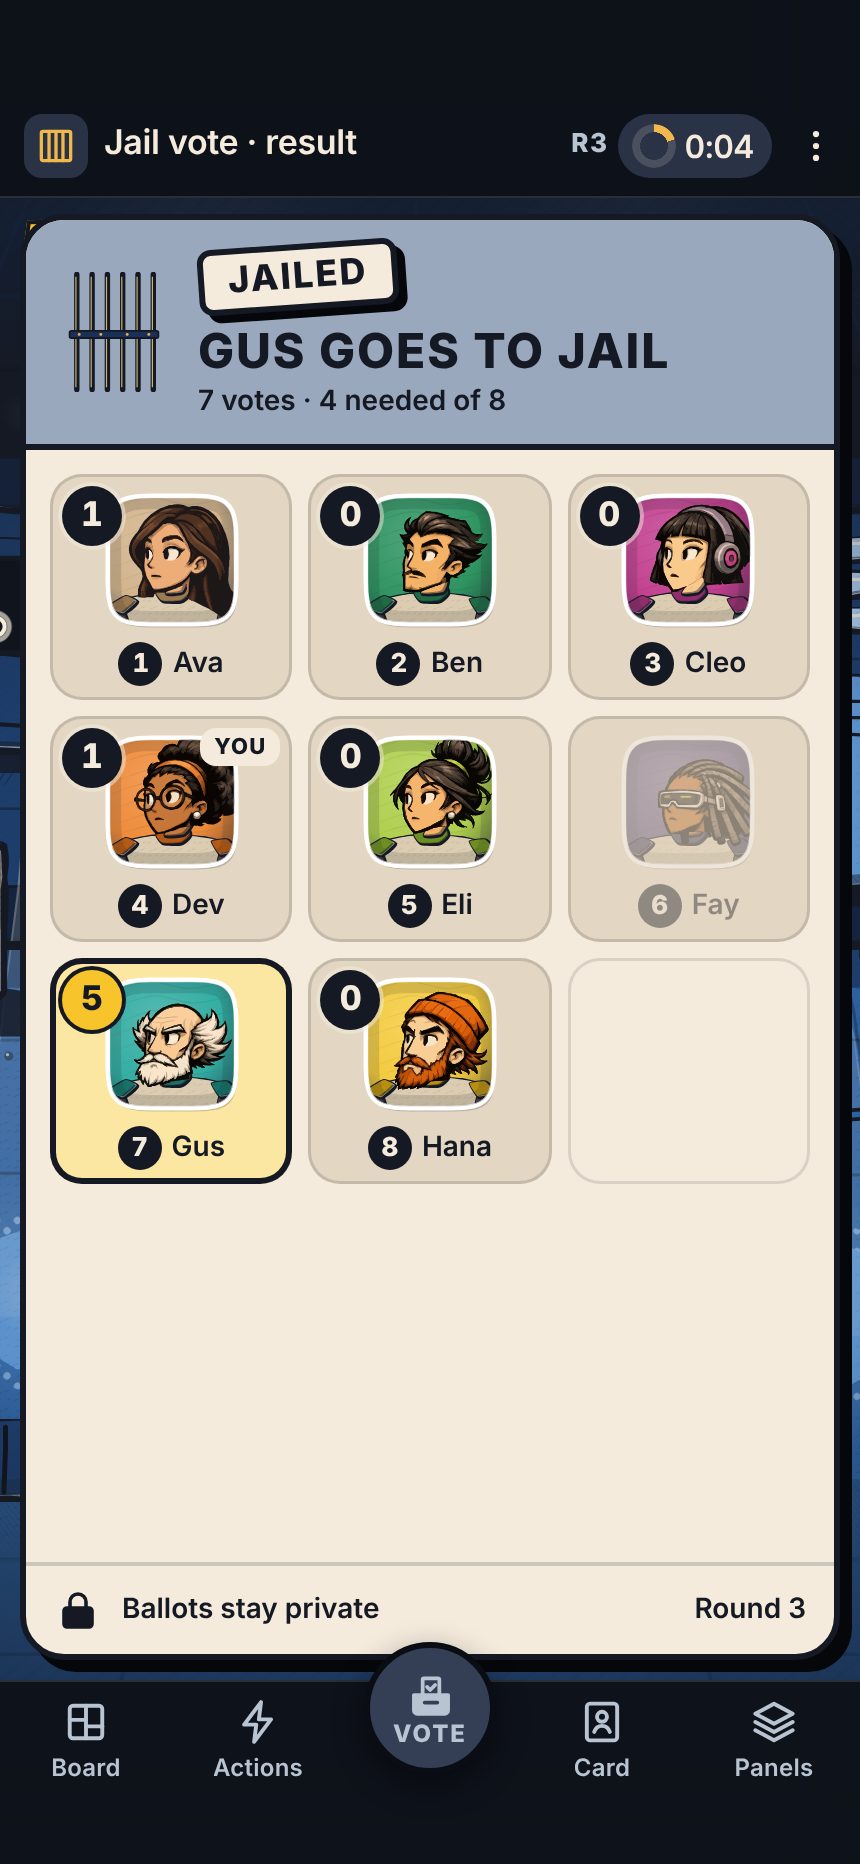 Jail vote · result
R3
0:04
JAILED
GUS GOES TO JAIL
7 votes · 4 needed of 8
1
1 Ava
0
2 Ben
0
3 Cleo
1
YOU
4 Dev
0
5 Eli
6 Fay
5
7 Gus
0
8 Hana
Ballots stay private
Round 3
VOTE
Board
Actions
Card
Panels